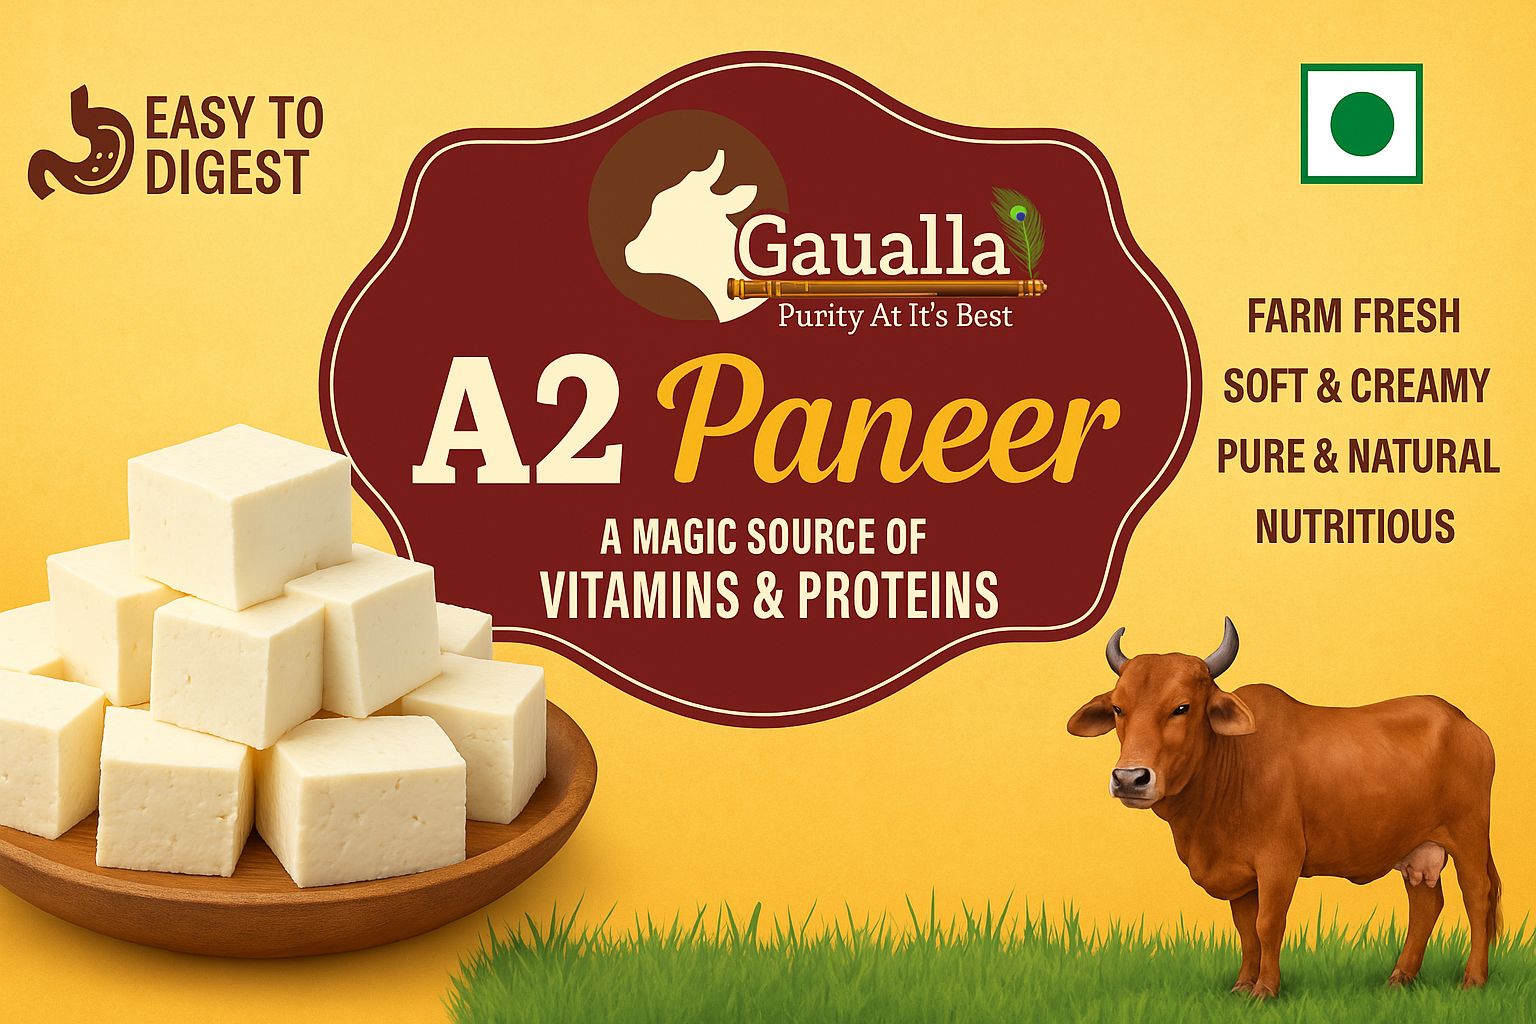 EASY TO
DIGEST
Gaualla
Purity At It's Best
A2 Paneer
A MAGIC SOURCE OF
VITAMINS & PROTEINS
FARM FRESH
SOFT & CREAMY
PURE & NATURAL
NUTRITIOUS